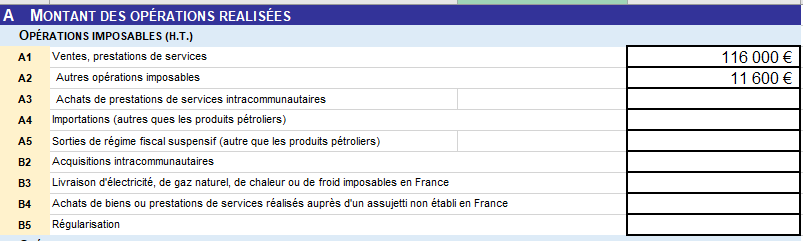 A MONTANT DES OPÉRATIONS REALISÉES
OPÉRATIONS IMPOSABLES (H.T.)
A1 Ventes, prestations de services 116 000 €
A2 Autres opérations imposables 11 600 €
A3 Achats de prestations de services intracommunautaires
A4 Importations (autres ques les produits pétroliers)
A5 Sorties de régime fiscal suspensif (autre que les produits pétroliers)
B2 Acquisitions intracommunautaires
B3 Livraison d'électricité, de gaz naturel, de chaleur ou de froid imposables en France
B4 Achats de biens ou prestations de services réalisés auprès d'un assujetti non établi en France
B5 Régularisation